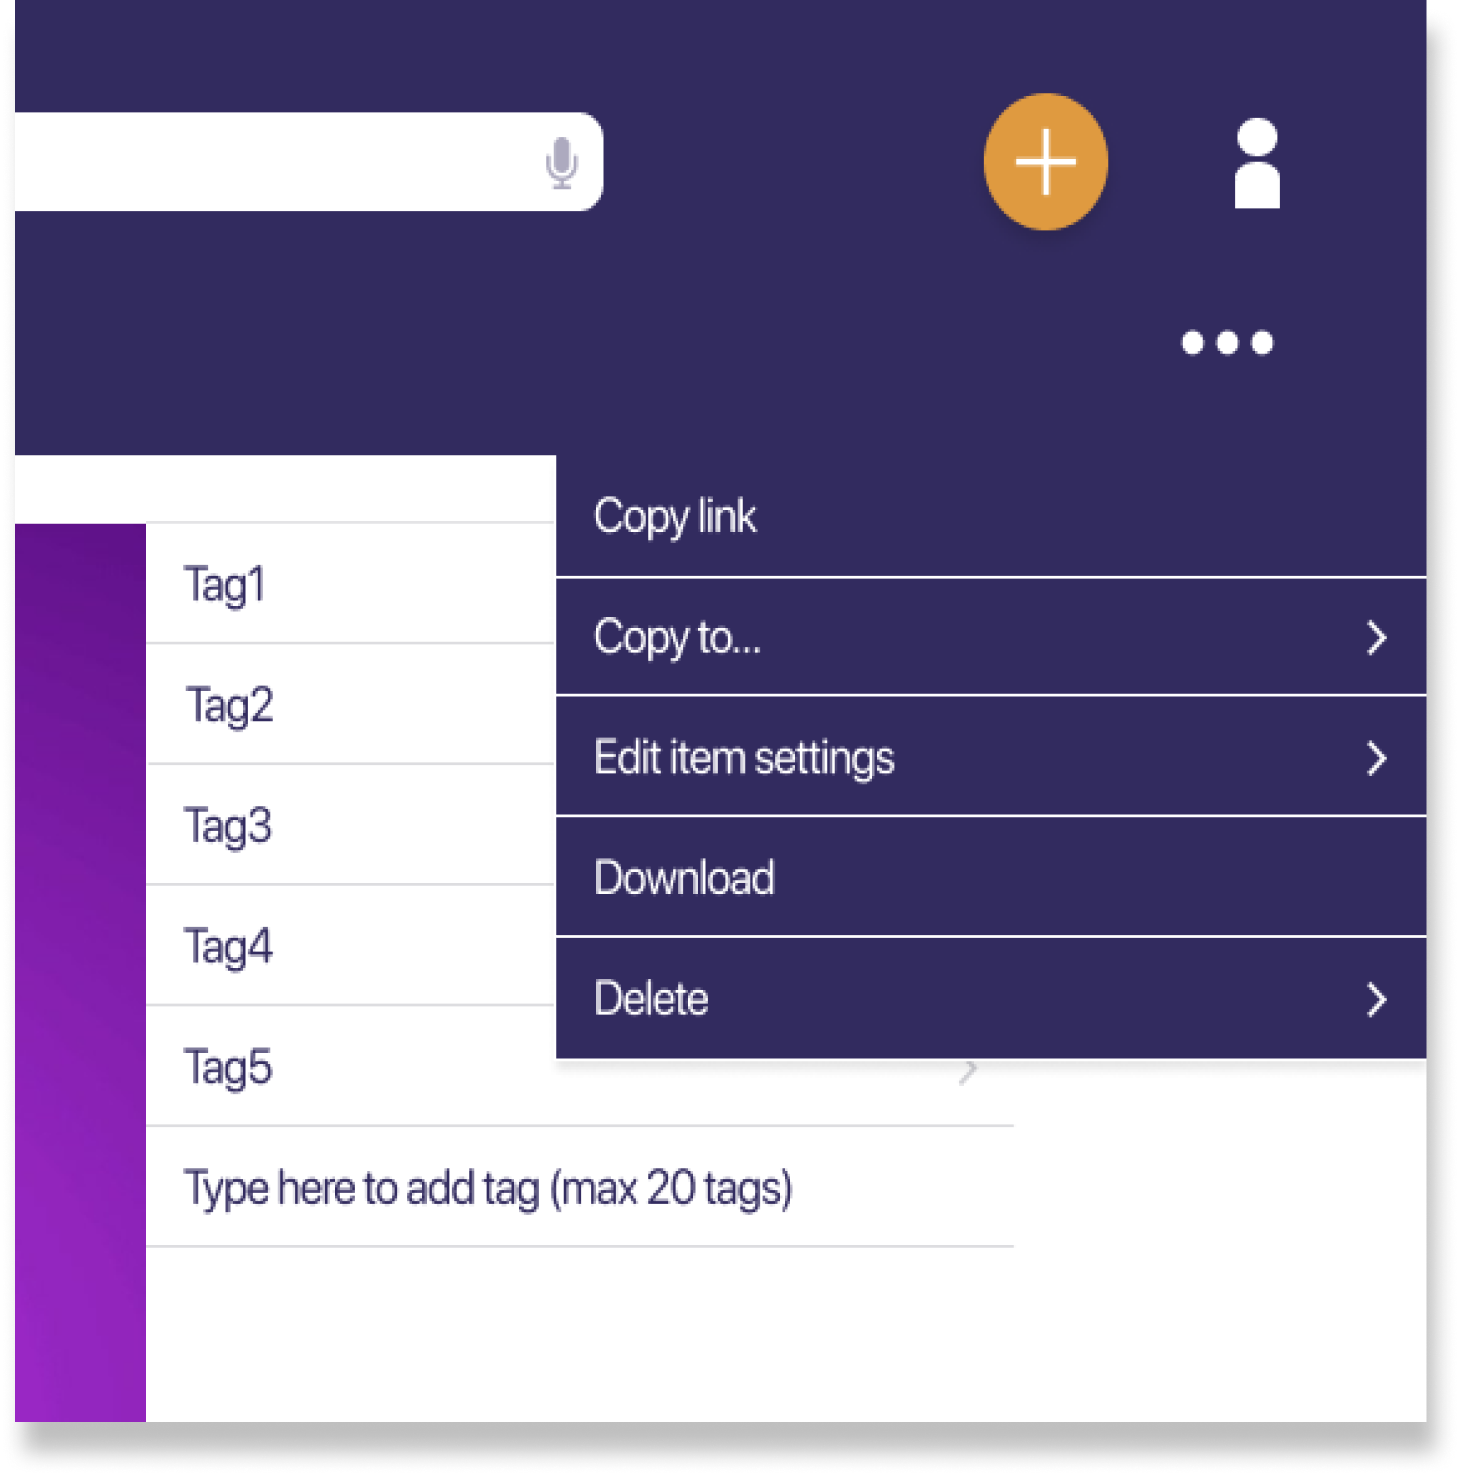 Copy link
Copy to...
Edit item settings
Download
Delete
Tag1
Tag2
Tag3
Tag4
Tag5
Type here to add tag (max 20 tags)